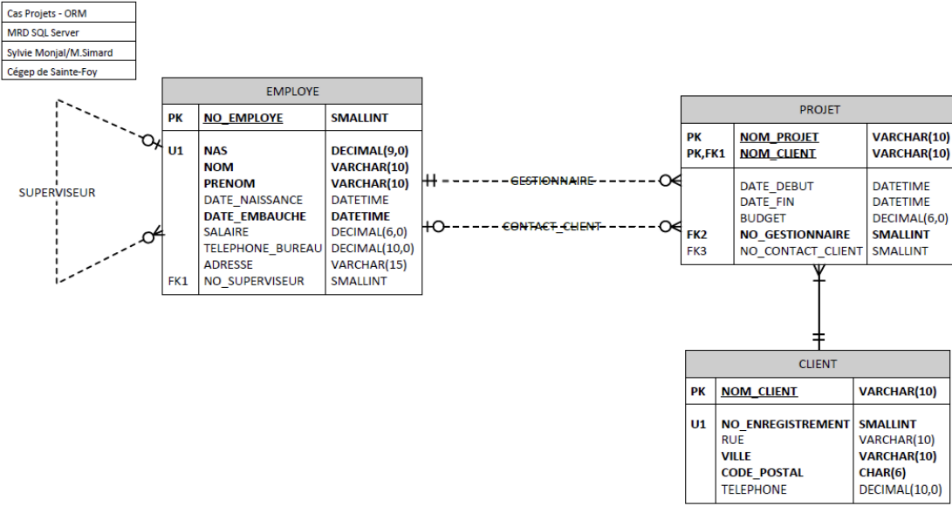 Cas Projets - ORM
MRD SQL Server
Sylvie Monjal/M.Simard
Cégep de Sainte-Foy
EMPLOYE
PK NO_EMPLOYE SMALLINT
U1 NAS DECIMAL(9,0)
NOM VARCHAR(10)
PRENOM VARCHAR(10)
DATE_NAISSANCE DATETIME
DATE_EMBAUCHE DATETIME
SALAIRE DECIMAL(6,0)
TELEPHONE_BUREAU DECIMAL(10,0)
ADRESSE VARCHAR(15)
FK1 NO_SUPERVISEUR SMALLINT
SUPERVISEUR
GESTIONNAIRE
CONTACT_CLIENT
PROJET
PK NOM_PROJET VARCHAR(10)
PK,FK1 NOM_CLIENT VARCHAR(10)
DATE_DEBUT DATETIME
DATE_FIN DATETIME
BUDGET DECIMAL(6,0)
FK2 NO_GESTIONNAIRE SMALLINT
FK3 NO_CONTACT_CLIENT SMALLINT
CLIENT
PK NOM_CLIENT VARCHAR(10)
U1 NO_ENREGISTREMENT SMALLINT
RUE VARCHAR(10)
VILLE VARCHAR(10)
CODE_POSTAL CHAR(6)
TELEPHONE DECIMAL(10,0)